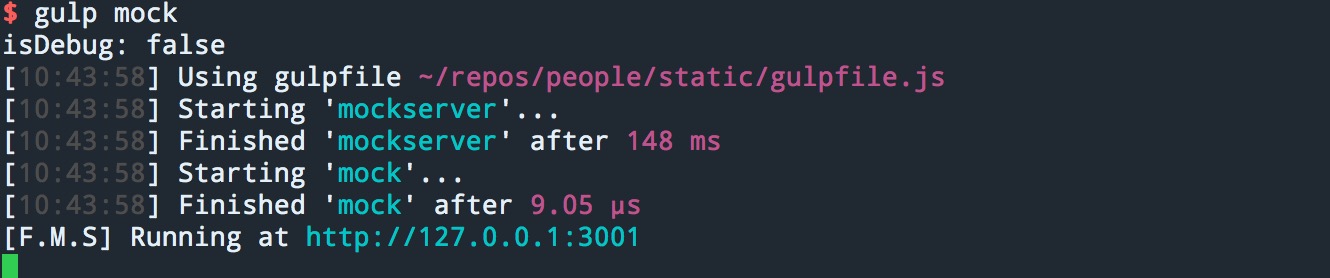 $ gulp mock
isDebug: false
[10:43:58] Using gulpfile ~/repos/people/static/gulpfile.js
[10:43:58] Starting 'mockserver'...
[10:43:58] Finished 'mockserver' after 148 ms
[10:43:58] Starting 'mock'...
[10:43:58] Finished 'mock' after 9.05 μs
[F.M.S] Running at http://127.0.0.1:3001